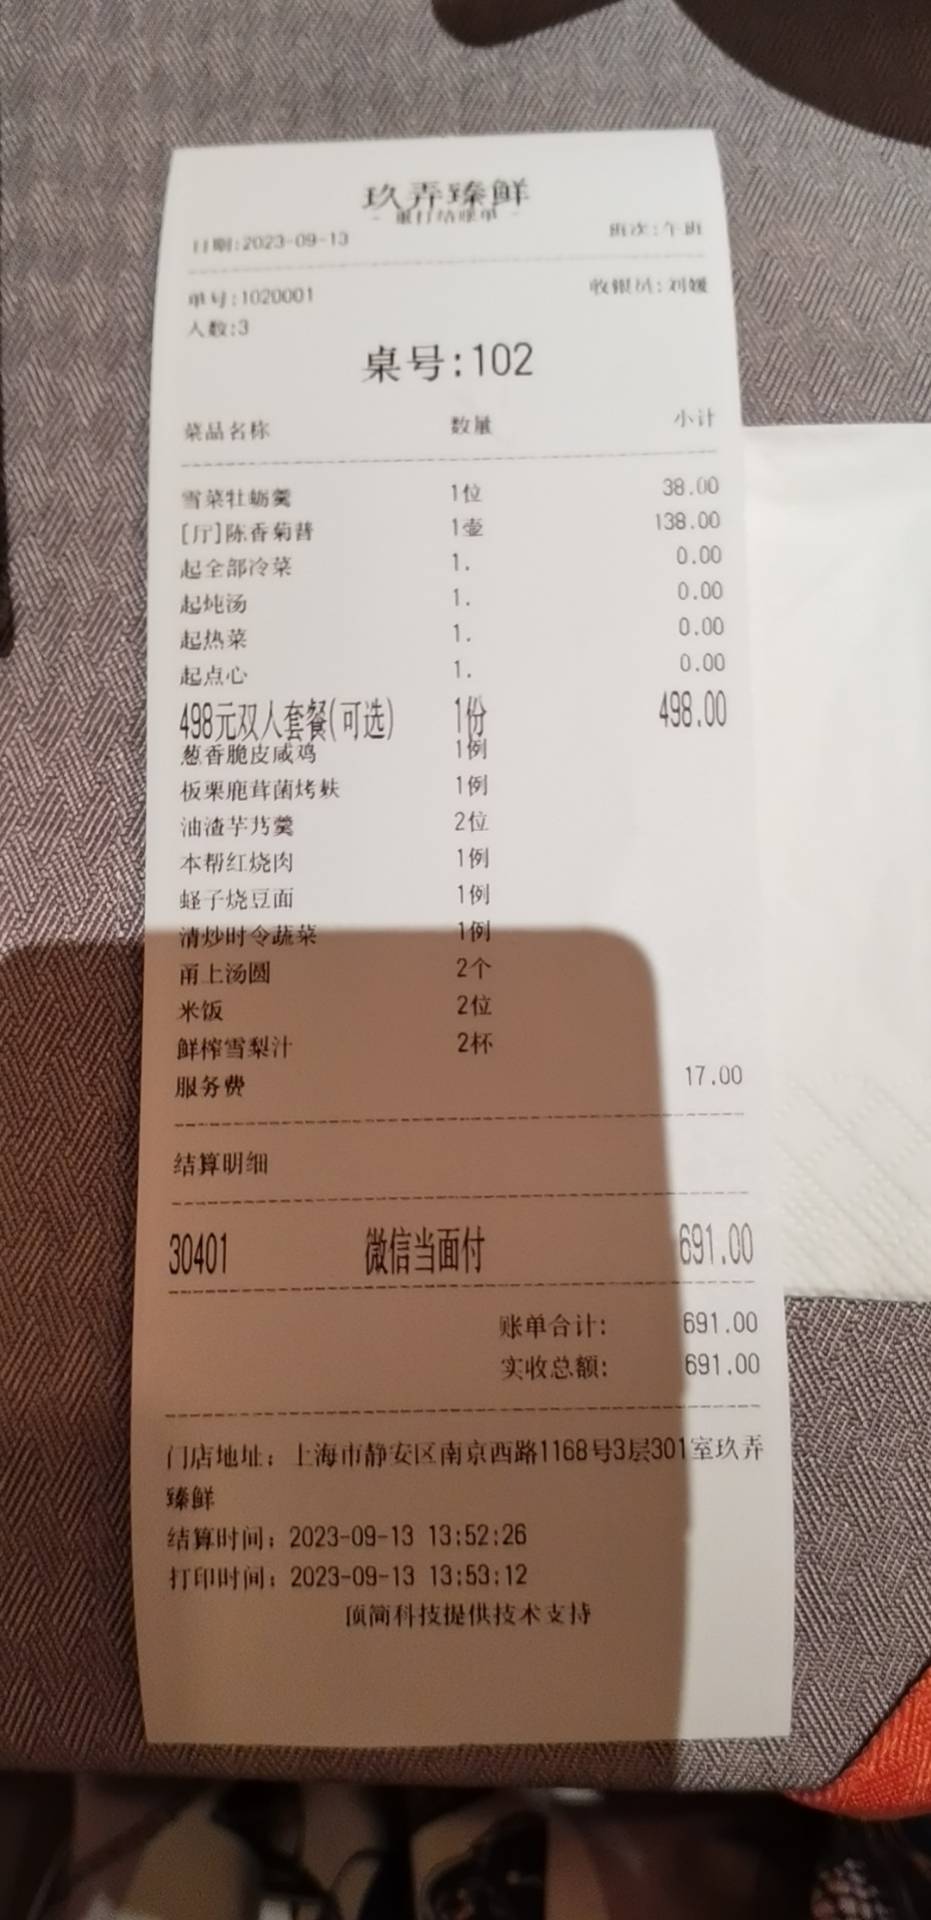 玖弄臻鲜
- 重打结账单 -
日期:2023-09-13 班次:午班
单号:1020001 收银员:刘媛
人数:3
桌号:102
菜品名称 数量 小计
雪菜牡蛎羹 1位 38.00
[厅]陈香菊普 1壶 138.00
起全部冷菜 1. 0.00
起炖汤 1. 0.00
起热菜 1. 0.00
起点心 1. 0.00
498元双人套餐(可选) 1份 498.00
葱香脆皮咸鸡 1例
板栗鹿茸菌烤麸 1例
油渣芋艿羹 2位
本帮红烧肉 1例
蛏子烧豆面 1例
清炒时令蔬菜 1例
甬上汤圆 2个
米饭 2位
鲜榨雪梨汁 2杯
服务费 17.00
结算明细
30401 微信当面付 691.00
账单合计: 691.00
实收总额: 691.00
门店地址: 上海市静安区南京西路1168号3层301室玖弄
臻鲜
结算时间: 2023-09-13 13:52:26
打印时间: 2023-09-13 13:53:12
顶简科技提供技术支持